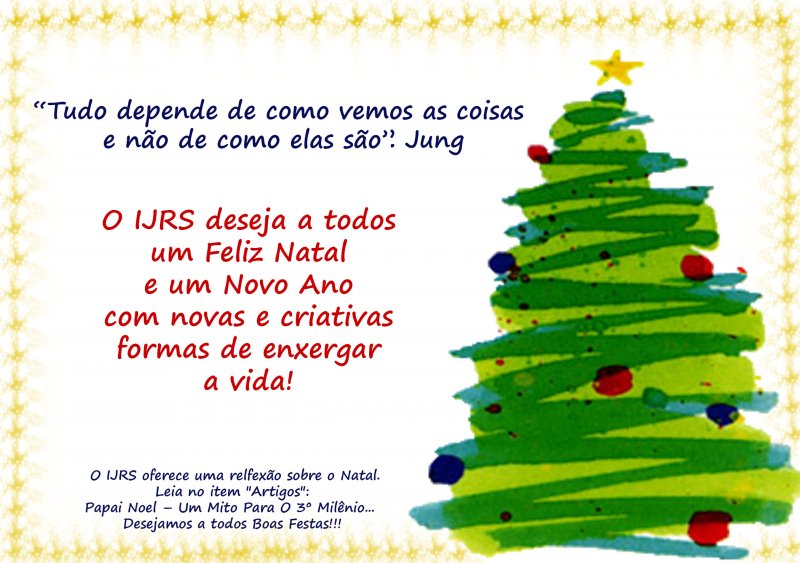 “Tudo depende de como vemos as coisas
e não de como elas são”. Jung
O IJRS deseja a todos
um Feliz Natal
e um Novo Ano
com novas e criativas
formas de enxergar
a vida!
O IJRS oferece uma relfexão sobre o Natal.
Leia no item "Artigos":
Papai Noel – Um Mito Para O 3º Milênio...
Desejamos a todos Boas Festas!!!